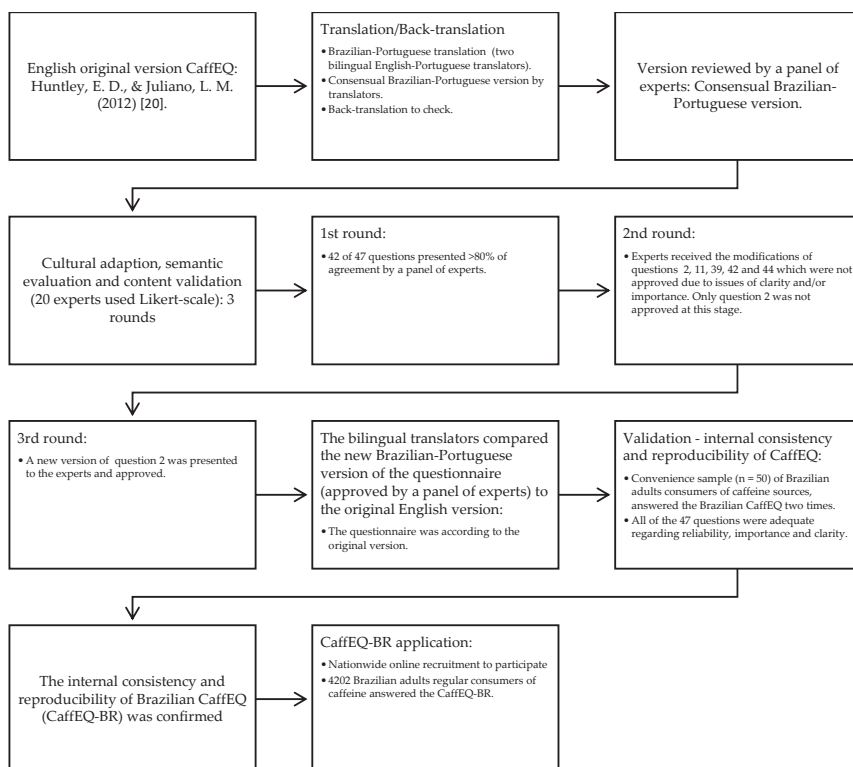 English original version CaffEQ:
Huntley, E. D., & Juliano, L. M.
(2012) [20].
Translation/Back-translation
• Brazilian-Portuguese translation (two
bilingual English-Portuguese translators).
• Consensual Brazilian-Portuguese version by
translators.
• Back-translation to check.
Version reviewed by a panel of
experts: Consensual Brazilian-
Portuguese version.
Cultural adaption, semantic
evaluation and content validation
(20 experts used Likert-scale): 3
rounds
1st round:
• 42 of 47 questions presented >80% of
agreement by a panel of experts.
2nd round:
• Experts received the modifications of
questions 2, 11, 39, 42 and 44 which were not
approved due to issues of clarity and/or
importance. Only question 2 was not
approved at this stage.
3rd round:
• A new version of question 2 was presented
to the experts and approved.
The bilingual translators compared
the new Brazilian-Portuguese
version of the questionnaire
(approved by a panel of experts) to
the original English version:
• The questionnaire was according to the
original version.
Validation - internal consistency
and reproducibility of CaffEQ:
• Convenience sample (n = 50) of Brazilian
adults consumers of caffeine sources,
answered the Brazilian CaffEQ two times.
• All of the 47 questions were adequate
regarding reliability, importance and clarity.
The internal consistency and
reproducibility of Brazilian CaffEQ
(CaffEQ-BR) was confirmed
CaffEQ-BR application:
• Nationwide online recruitment to participate
• 4202 Brazilian adults regular consumers of
caffeine answered the CaffEQ-BR.